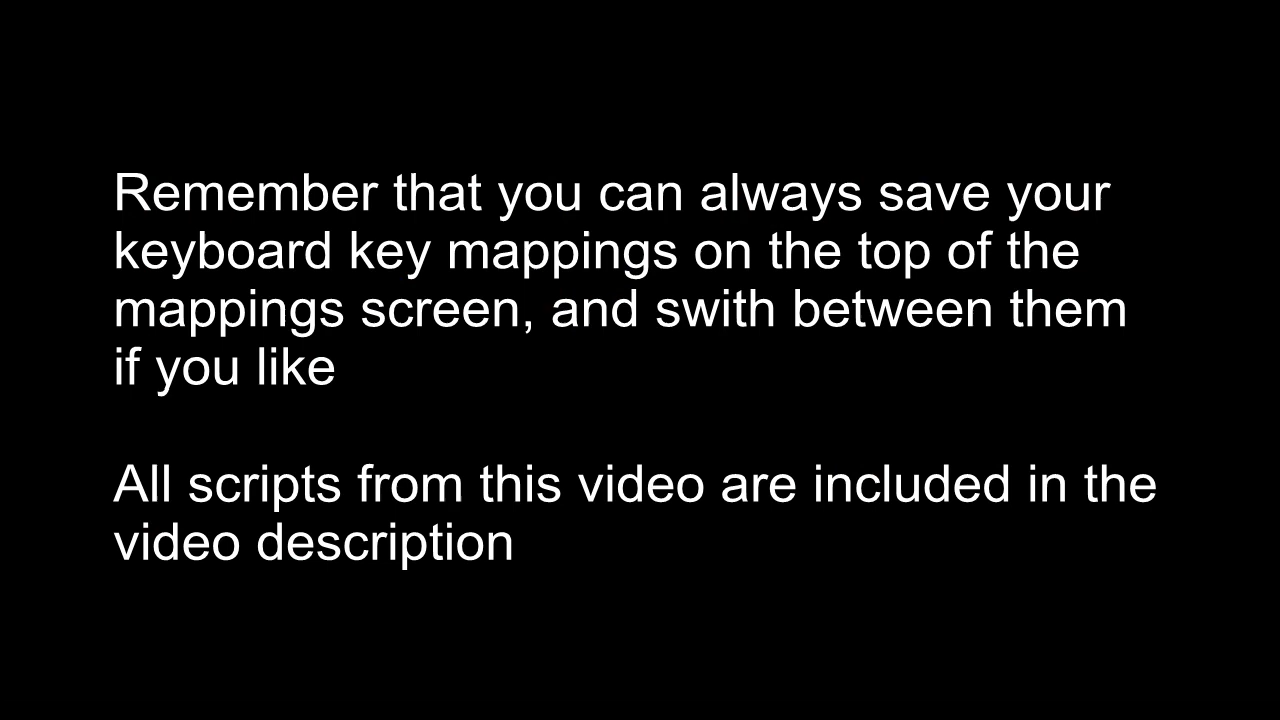 Remember that you can always save your
keyboard key mappings on the top of the
mappings screen, and swith between them
if you like
All scripts from this video are included in the
video description